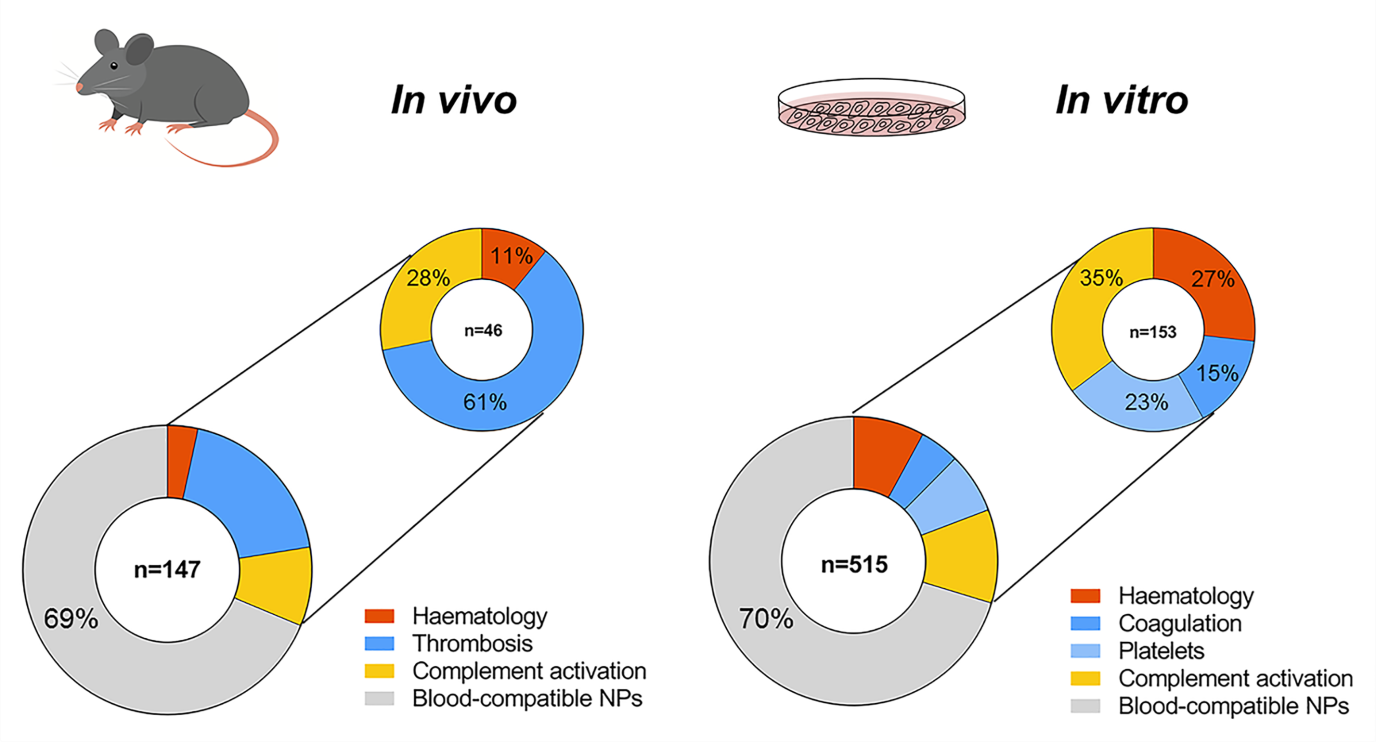 In vivo
In vitro
11%
28%
n=46
61%
27%
35%
n=153
15%
23%
n=147
69%
Haematology
Thrombosis
Complement activation
Blood-compatible NPs
n=515
70%
Haematology
Coagulation
Platelets
Complement activation
Blood-compatible NPs